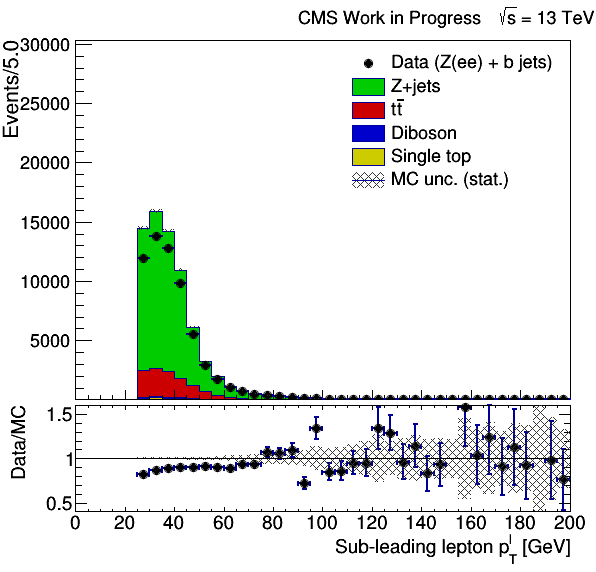 CMS Work in Progress √s = 13 TeV
Events/5.0
30000
25000
20000
15000
10000
5000
Data (Z(ee) + b jets)
Z+jets
tt̄
Diboson
Single top
MC unc. (stat.)
Data/MC
1.5
1
0.5
0 20 40 60 80 100 120 140 160 180 200
Sub-leading lepton p_T^l [GeV]